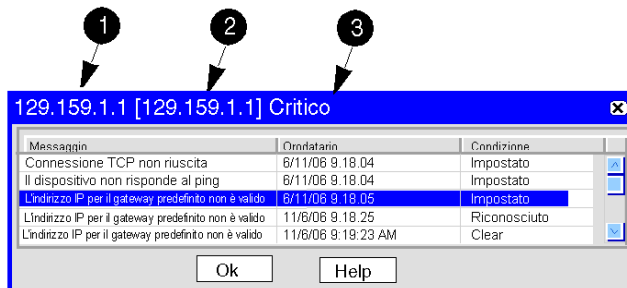 1 2 3
129.159.1.1 [129.159.1.1] Critico
Messaggio Orodatario Condizione
Connessione TCP non riuscita 6/11/06 9.18.04 Impostato
Il dispositivo non risponde al ping 6/11/06 9.18.04 Impostato
L'indirizzo IP per il gateway predefinito non è valido 6/11/06 9.18.05 Impostato
L'indirizzo IP per il gateway predefinito non è valido 11/6/06 9.18.25 Riconosciuto
L'indirizzo IP per il gateway predefinito non è valido 11/6/06 9:19:23 AM Clear
Ok Help